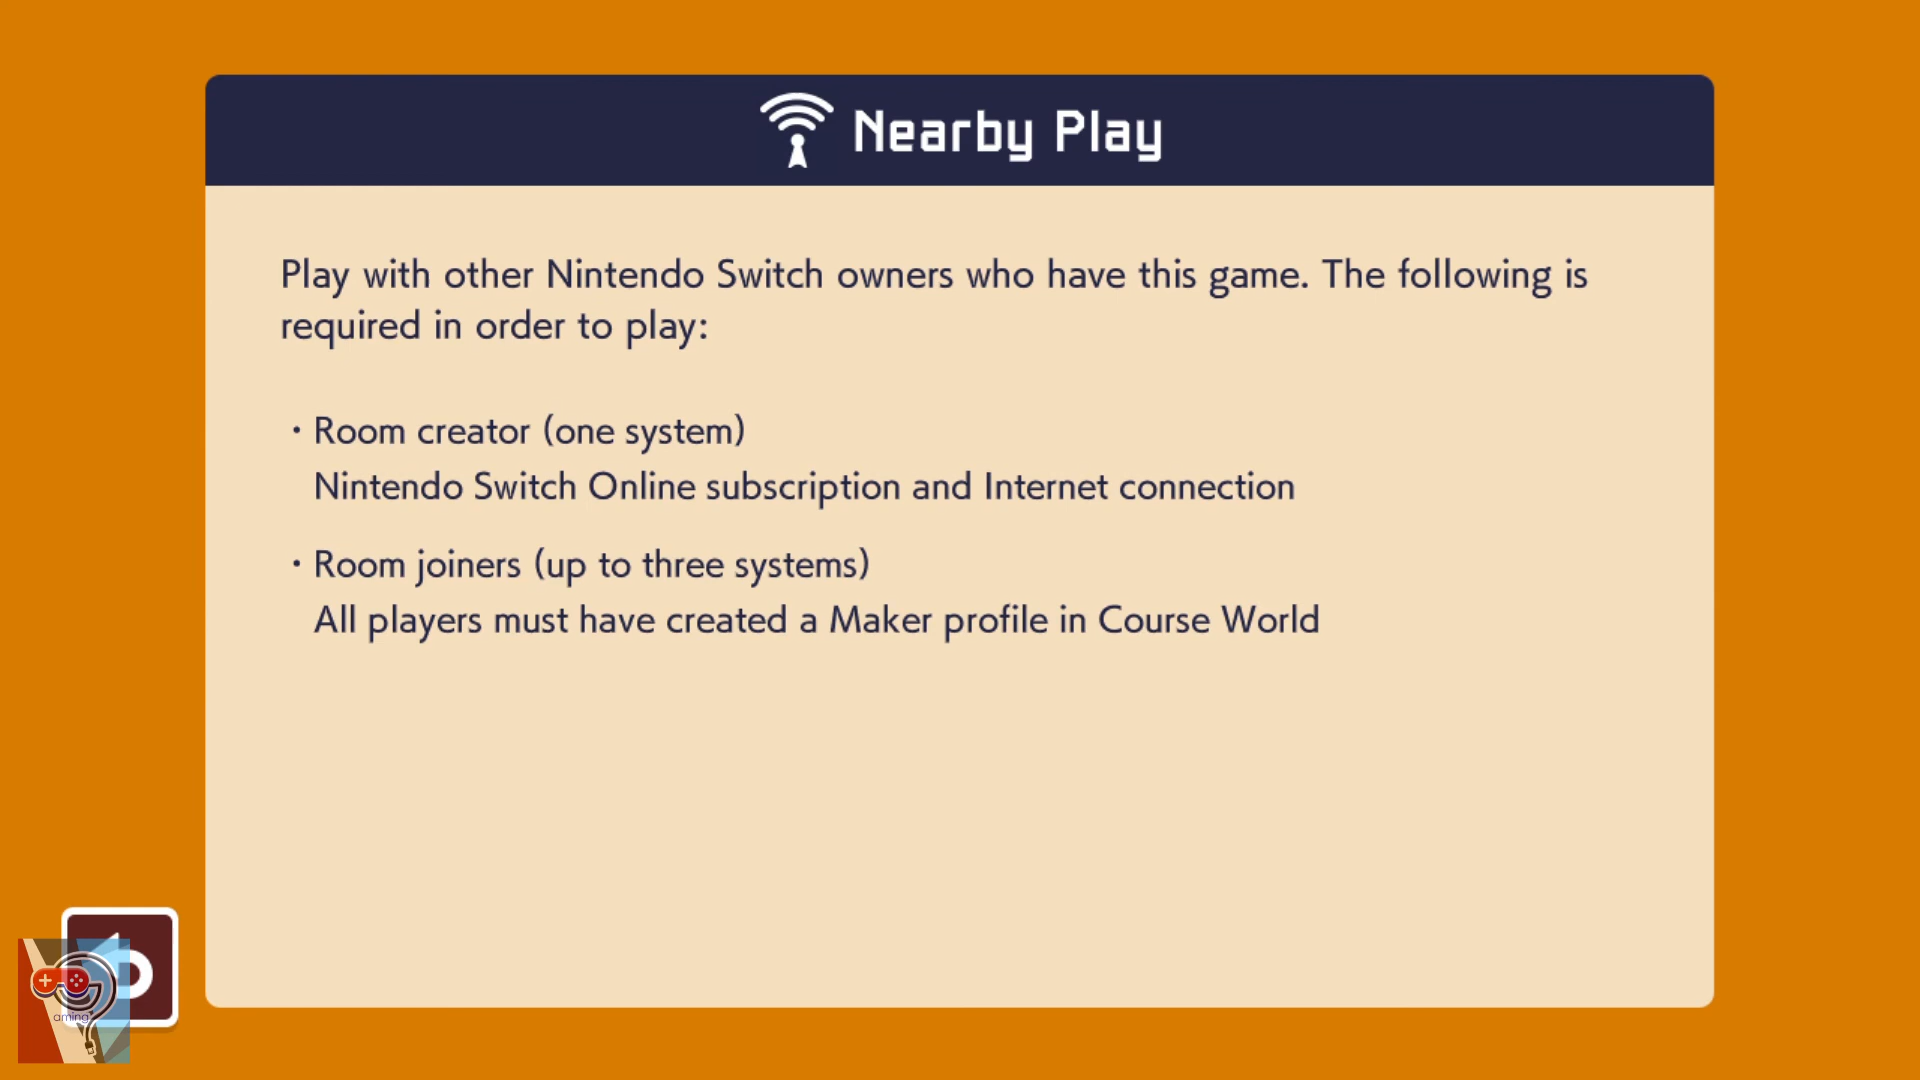 Nearby Play
Play with other Nintendo Switch owners who have this game. The following is
required in order to play:
・Room creator (one system)
Nintendo Switch Online subscription and Internet connection
・Room joiners (up to three systems)
All players must have created a Maker profile in Course World
aming